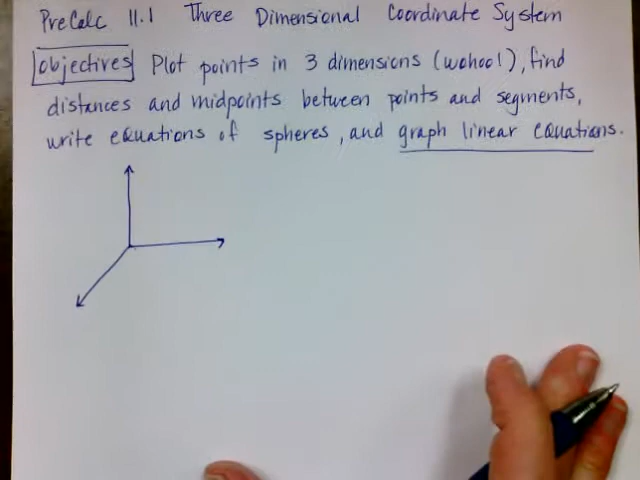 PreCalc 11.1 Three Dimensional Coordinate System
objectives Plot points in 3 dimensions (wohoo!), find
distances and midpoints between points and segments,
write equations of spheres, and graph linear equations.